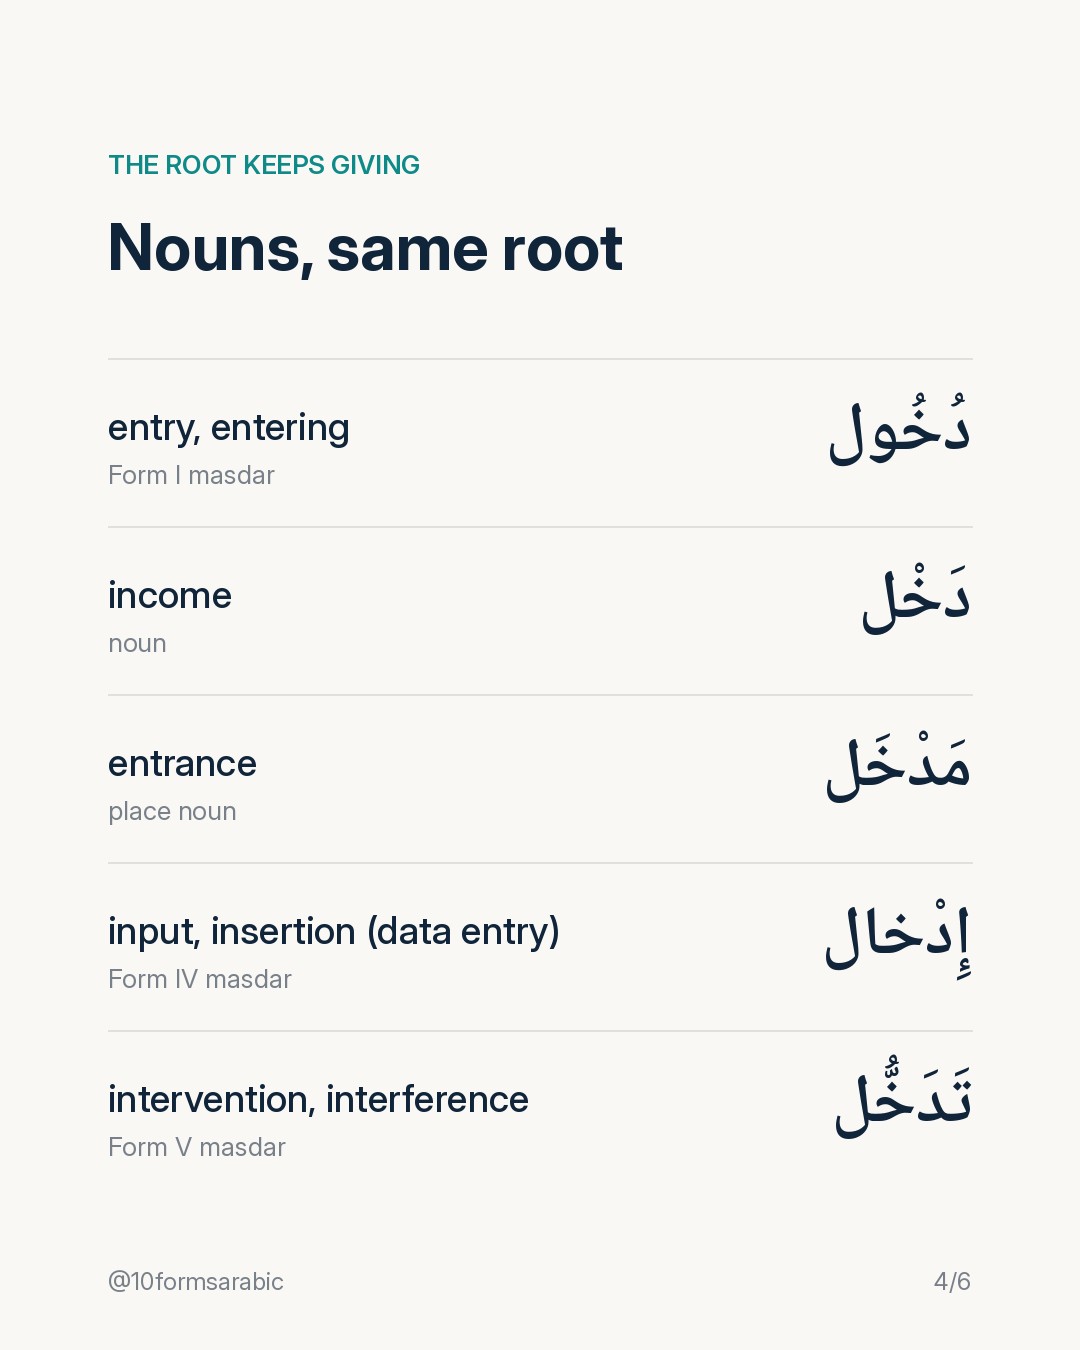 THE ROOT KEEPS GIVING
Nouns, same root
entry, entering دُخُول
Form I masdar
income دَخْل
noun
entrance مَدْخَل
place noun
input, insertion (data entry) إِدْخال
Form IV masdar
intervention, interference تَدَخُّل
Form V masdar
@10formsarabic 4/6